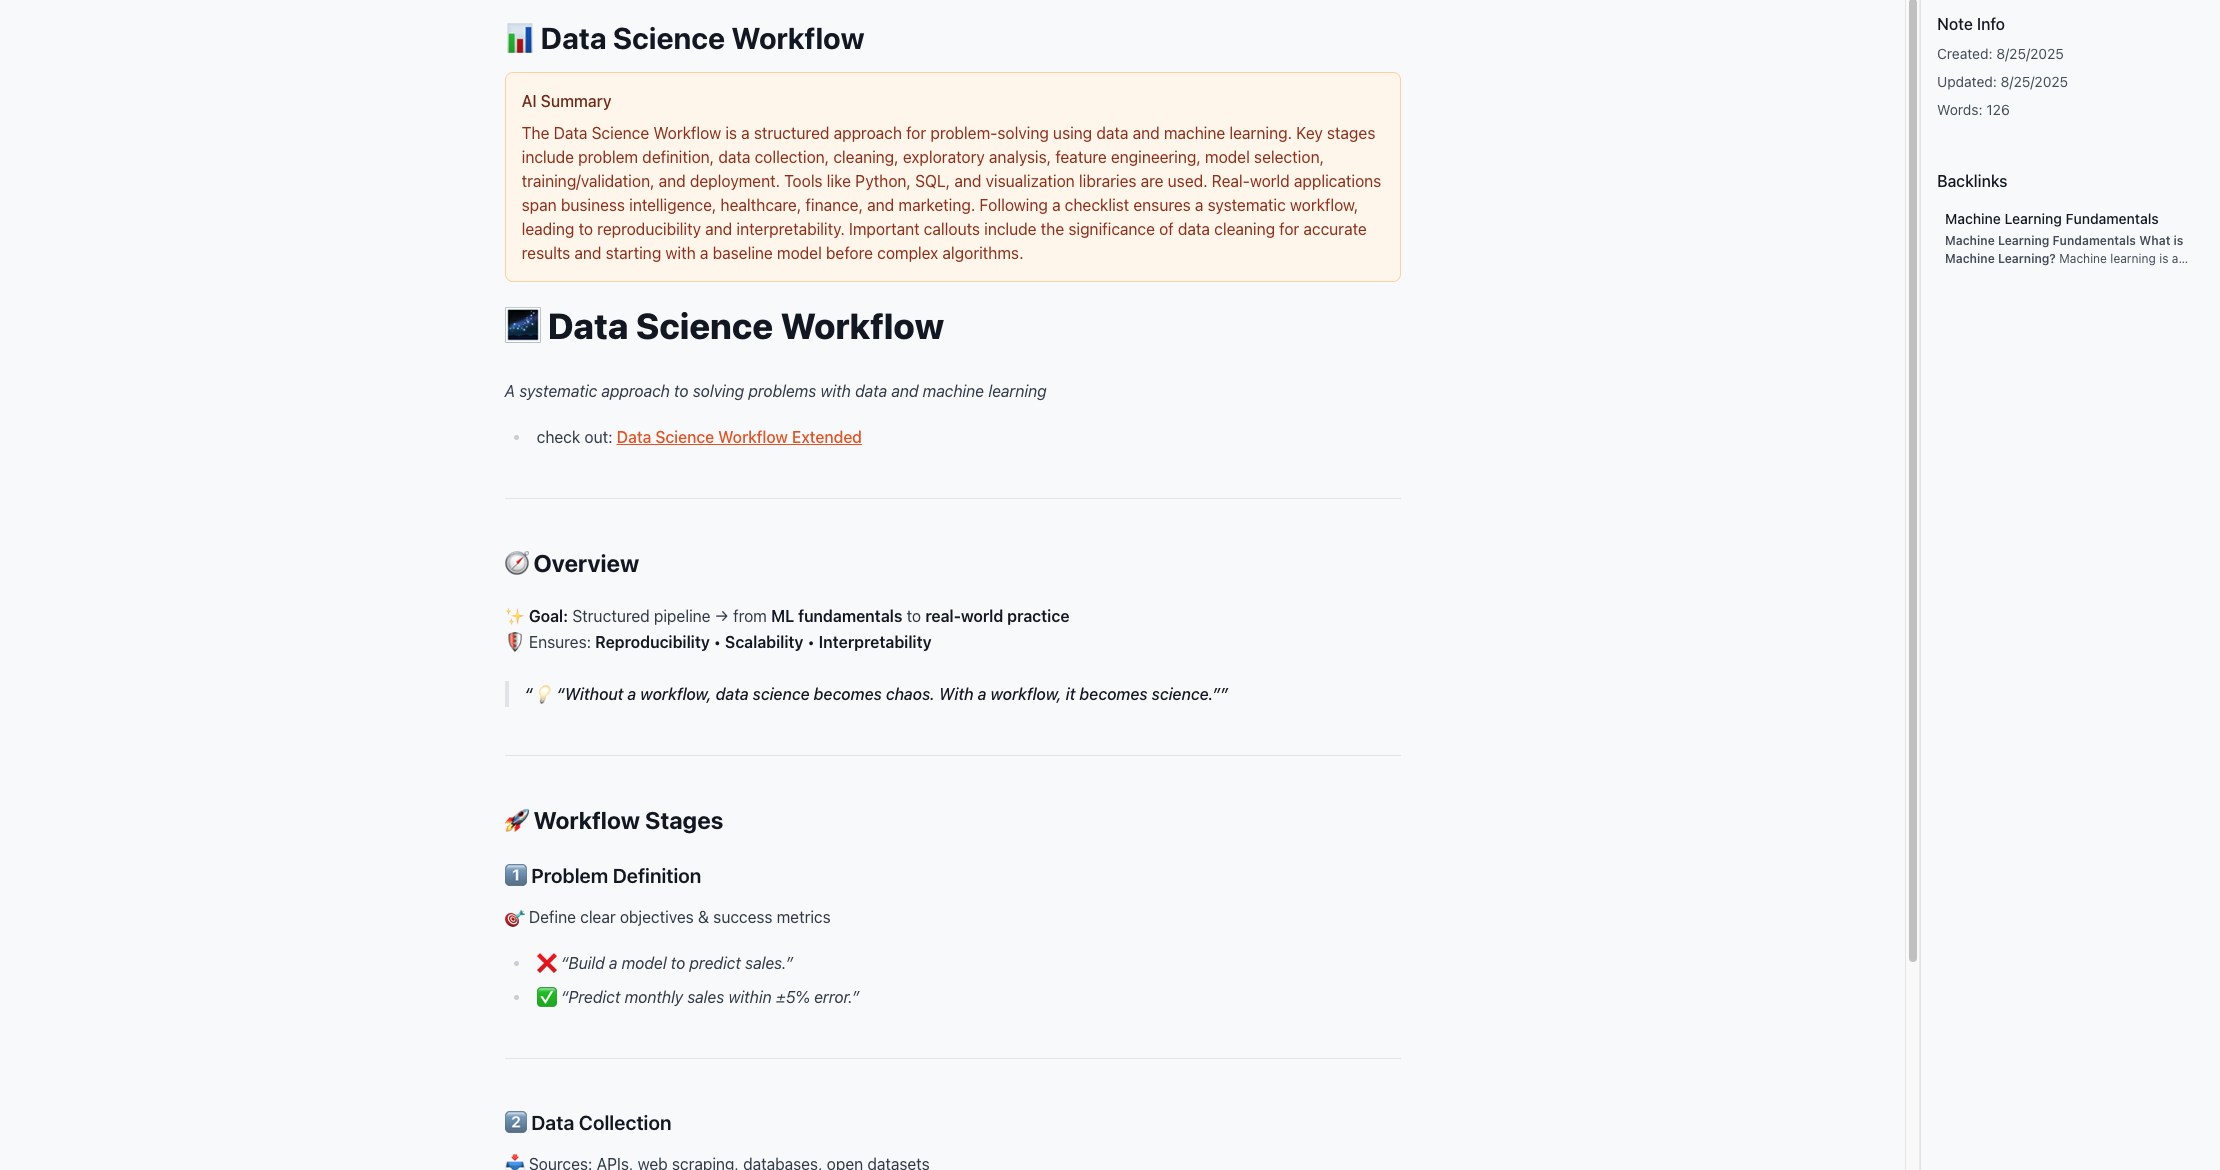 📊 Data Science Workflow
AI Summary
The Data Science Workflow is a structured approach for problem-solving using data and machine learning. Key stages
include problem definition, data collection, cleaning, exploratory analysis, feature engineering, model selection,
training/validation, and deployment. Tools like Python, SQL, and visualization libraries are used. Real-world applications
span business intelligence, healthcare, finance, and marketing. Following a checklist ensures a systematic workflow,
leading to reproducibility and interpretability. Important callouts include the significance of data cleaning for accurate
results and starting with a baseline model before complex algorithms.
🌌 Data Science Workflow
A systematic approach to solving problems with data and machine learning
• check out: Data Science Workflow Extended
🧭 Overview
✨ Goal: Structured pipeline → from ML fundamentals to real-world practice
🛡 Ensures: Reproducibility • Scalability • Interpretability
“💡 “Without a workflow, data science becomes chaos. With a workflow, it becomes science.””
🚀 Workflow Stages
1️⃣ Problem Definition
🎯 Define clear objectives & success metrics
• ❌ “Build a model to predict sales.”
• ✅ “Predict monthly sales within ±5% error.”
2️⃣ Data Collection
📥 Sources: APIs, web scraping, databases, open datasets
Note Info
Created: 8/25/2025
Updated: 8/25/2025
Words: 126
Backlinks
Machine Learning Fundamentals
Machine Learning Fundamentals What is
Machine Learning? Machine learning is a...